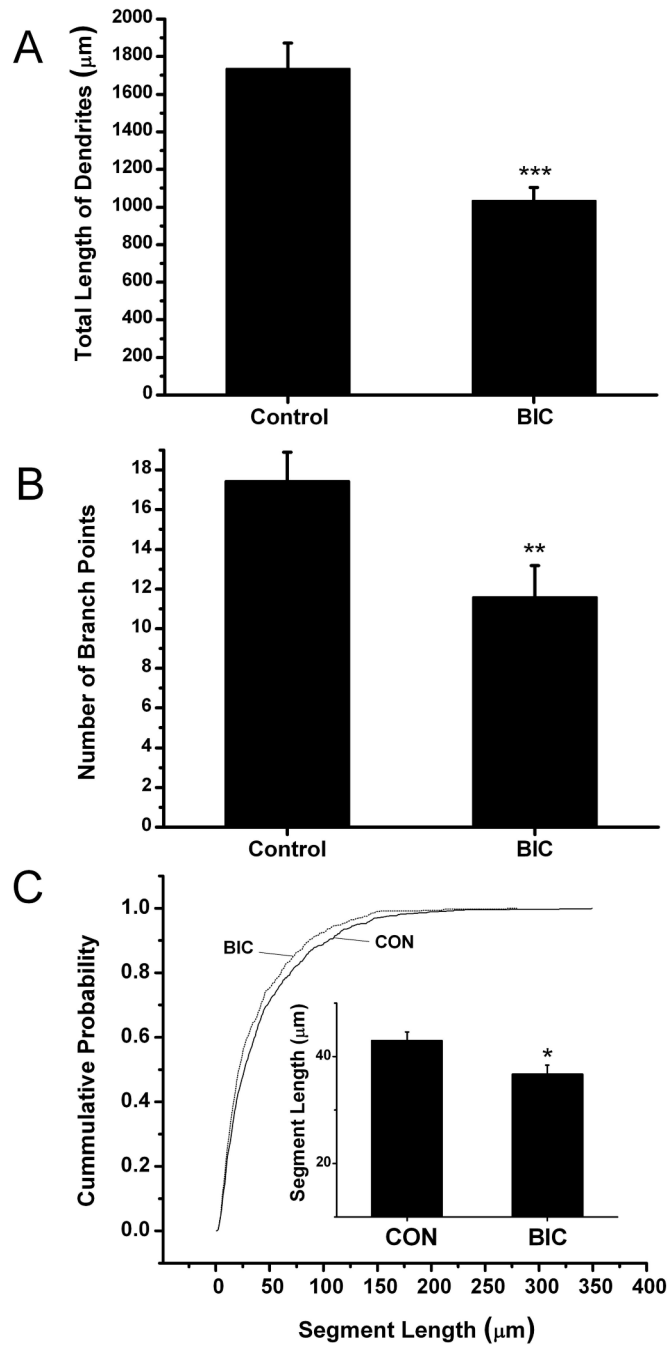 A
Total Length of Dendrites (μm)
2000
1800
1600
1400
1200
1000
800
600
400
200
0
***
Control
BIC
B
Number of Branch Points
18
16
14
12
10
8
6
4
2
0
**
Control
BIC
C
Cummulative Probability
1.0
0.8
0.6
0.4
0.2
0.0
BIC
CON
Segment Length (μm)
40
20
*
CON
BIC
0
50
100
150
200
250
300
350
400
Segment Length (μm)